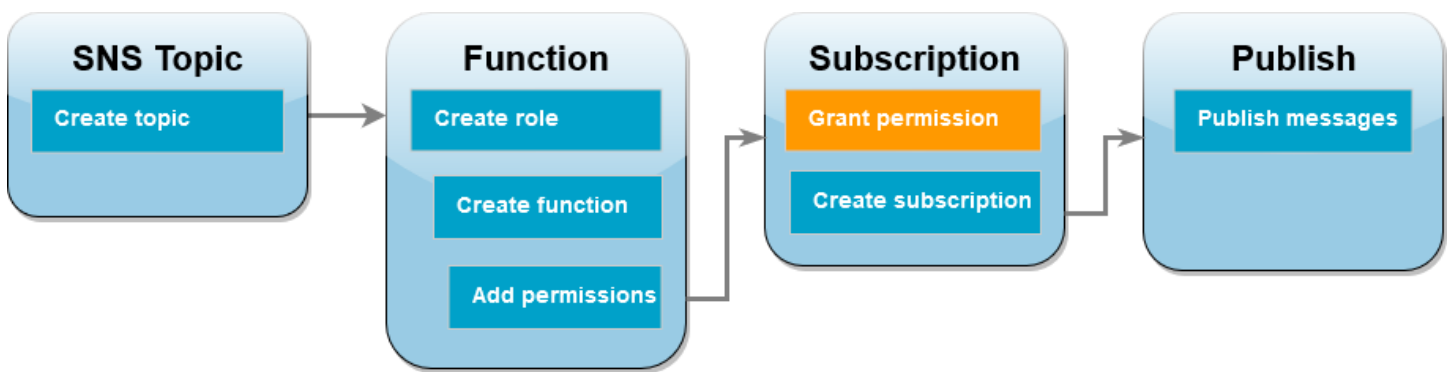 SNS Topic
Create topic
Function
Create role
Create function
Add permissions
Subscription
Grant permission
Create subscription
Publish
Publish messages